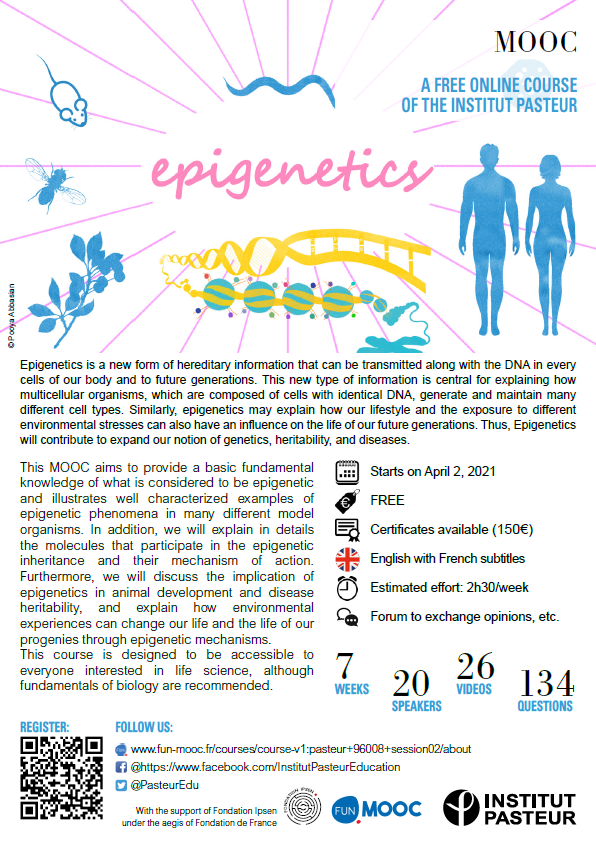 MOOC
A FREE ONLINE COURSE
OF THE INSTITUT PASTEUR
epigenetics
© Pooya Abbasian
Epigenetics is a new form of hereditary information that can be transmitted along with the DNA in every
cells of our body and to future generations. This new type of information is central for explaining how
multicellular organisms, which are composed of cells with identical DNA, generate and maintain many
different cell types. Similarly, epigenetics may explain how our lifestyle and the exposure to different
environmental stresses can also have an influence on the life of our future generations. Thus, Epigenetics
will contribute to expand our notion of genetics, heritability, and diseases.
This MOOC aims to provide a basic fundamental
knowledge of what is considered to be epigenetic
and illustrates well characterized examples of
epigenetic phenomena in many different model
organisms. In addition, we will explain in details
the molecules that participate in the epigenetic
inheritance and their mechanism of action.
Furthermore, we will discuss the implication of
epigenetics in animal development and disease
heritability, and explain how environmental
experiences can change our life and the life of our
progenies through epigenetic mechanisms.
This course is designed to be accessible to
everyone interested in life science, although
fundamentals of biology are recommended.
Starts on April 2, 2021
FREE
Certificates available (150€)
English with French subtitles
Estimated effort: 2h30/week
Forum to exchange opinions, etc.
7
WEEKS
20
SPEAKERS
26
VIDEOS
134
QUESTIONS
REGISTER:
FOLLOW US:
www.fun-mooc.fr/courses/course-v1:pasteur+96008+session02/about
@https://www.facebook.com/InstitutPasteurEducation
@PasteurEdu
With the support of Fondation Ipsen
under the aegis of Fondation de France
FONDATION IPSEN
FUN MOOC
INSTITUT
PASTEUR